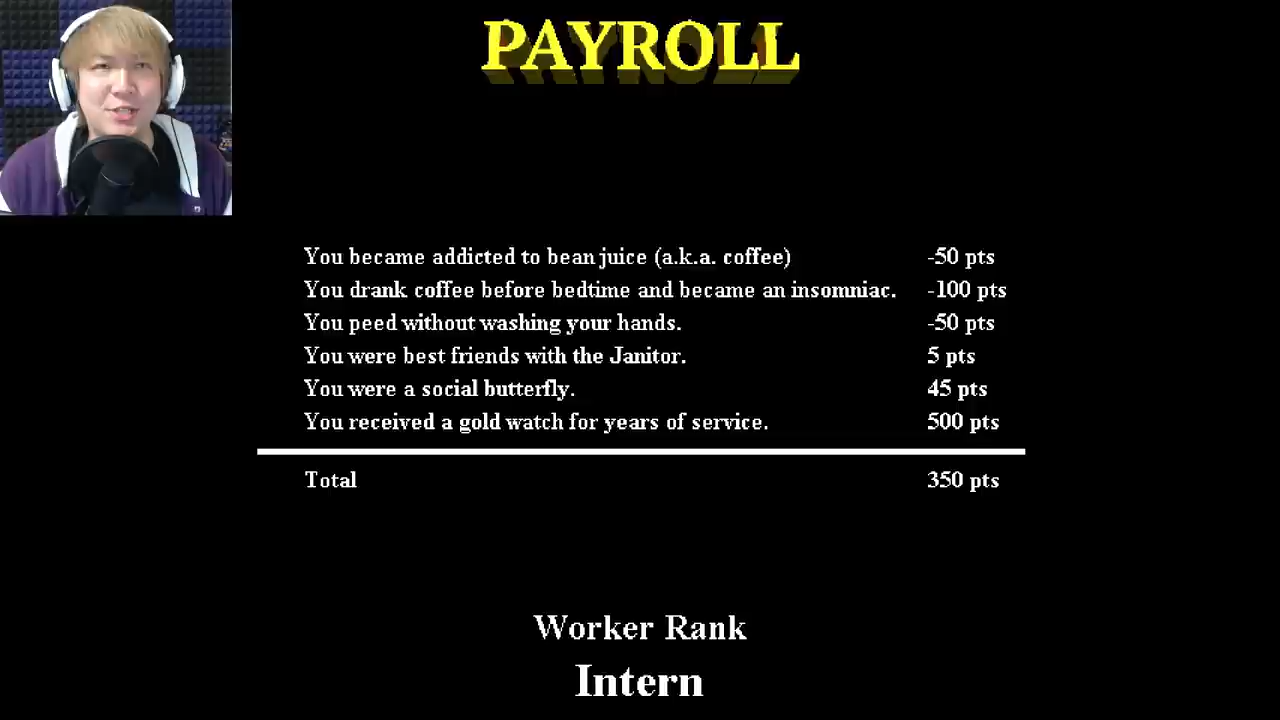 PAYROLL
You became addicted to bean juice (a.k.a. coffee) -50 pts
You drank coffee before bedtime and became an insomniac. -100 pts
You peed without washing your hands. -50 pts
You were best friends with the Janitor. 5 pts
You were a social butterfly. 45 pts
You received a gold watch for years of service. 500 pts
Total 350 pts
Worker Rank
Intern